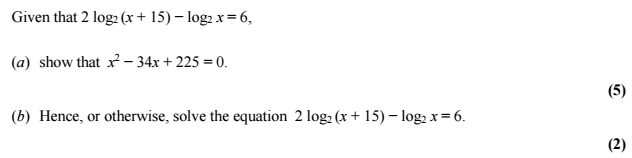 Given that 2 log₂ (x + 15) – log₂ x = 6,
(a) show that x² – 34x + 225 = 0.
(5)
(b) Hence, or otherwise, solve the equation 2 log₂ (x + 15) – log₂ x = 6.
(2)